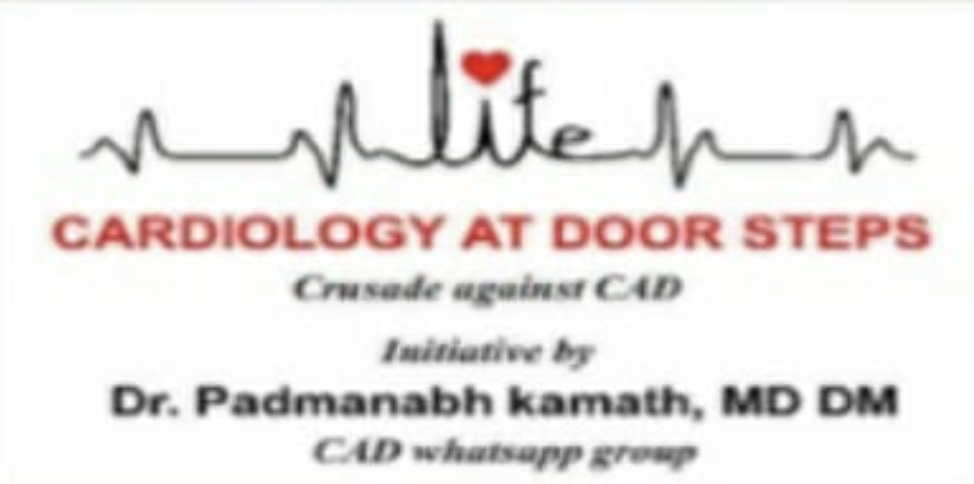 life
CARDIOLOGY AT DOOR STEPS
Crusade against CAD
Initiative by
Dr. Padmanabh kamath, MD DM
CAD whatsapp group